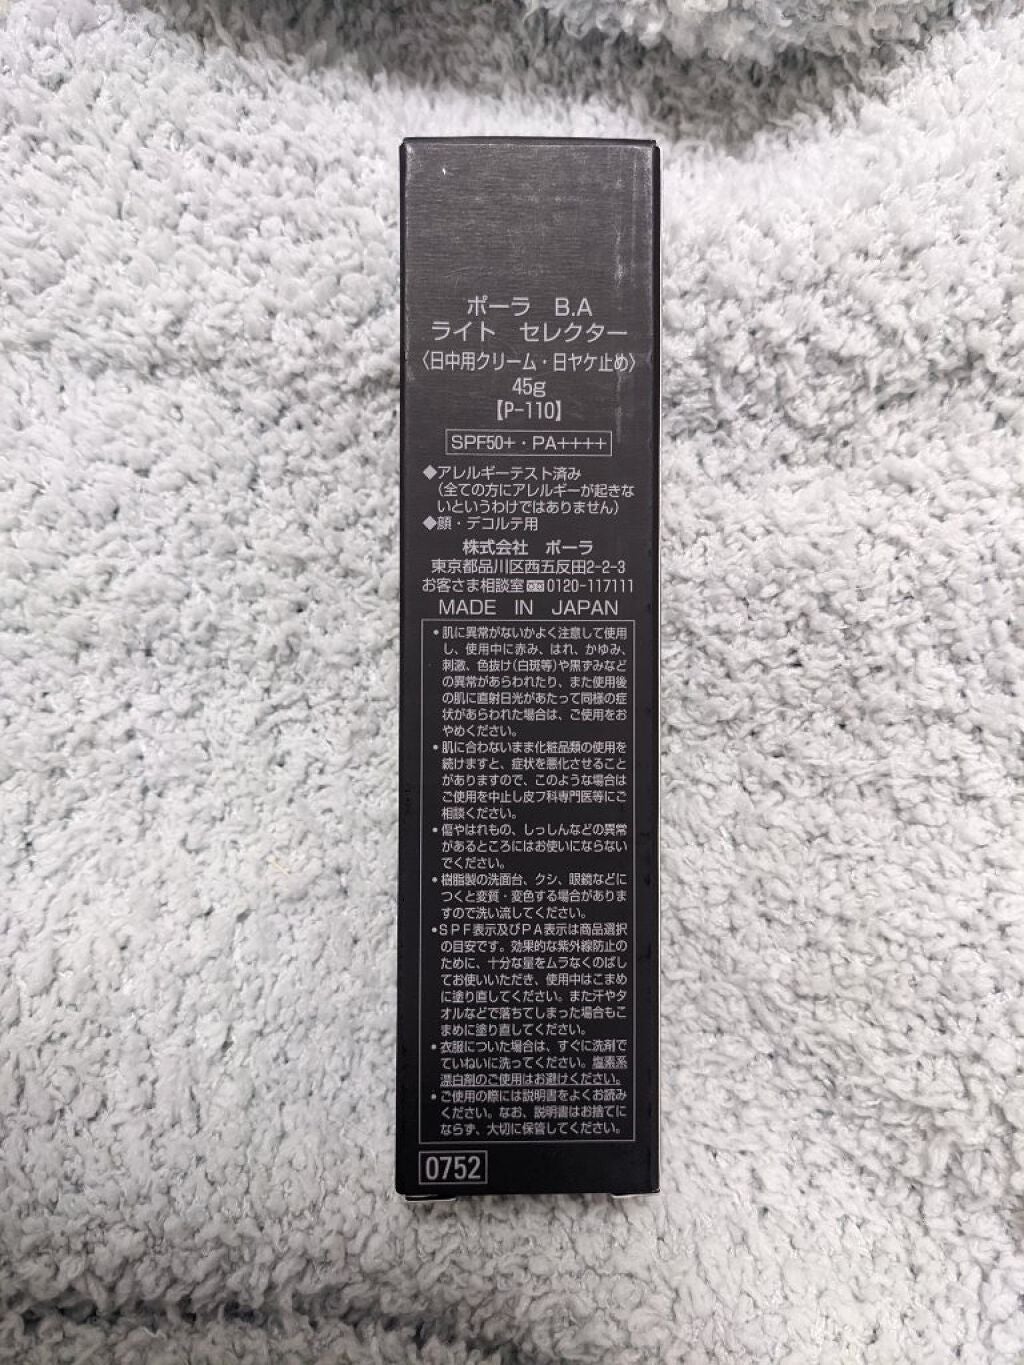 ポーラ B.A
ライト セレクター
〈日中用クリーム・日ヤケ止め〉
45g
【P-110】
SPF50+・PA++++
◆アレルギーテスト済み
（全ての方にアレルギーが起きな
いというわけではありません）
◆顔・デコルテ用
株式会社 ポーラ
東京都品川区西五反田2-2-3
お客さま相談室 0120-117111
MADE IN JAPAN
•肌に異常がないかよく注意して使用
し、使用中に赤み、はれ、かゆみ、
刺激、色抜け(白斑等)や黒ずみなど
の異常があらわれたり、また使用後
の肌に直射日光があたって同様の症
状があらわれた場合は、ご使用をお
やめください。
•肌に合わないまま化粧品類の使用を
続けますと、症状を悪化させること
がありますので、このような場合は
ご使用を中止し皮フ科専門医等にご
相談ください。
•傷やはれもの、しっしんなどの異常
があるところにはお使いにならない
でください。
•樹脂製の洗面台、クシ、眼鏡などに
つくと変質・変色する場合がありま
すので洗い流してください。
•SPF表示及びPA表示は商品選択
の目安です。効果的な紫外線防止の
ために、十分な量をムラなくのばし
てお使いいただき、使用中はこまめ
に塗り直してください。また汗やタ
オルなどで落ちてしまった場合もこ
まめに塗り直してください。
•衣服についた場合は、すぐに洗剤で
ていねいに洗ってください。塩素系
漂白剤のご使用はお避けください。
•ご使用の際には説明書をよくお読み
ください。なお、説明書はお捨てに
ならず、大切に保管してください。
0752